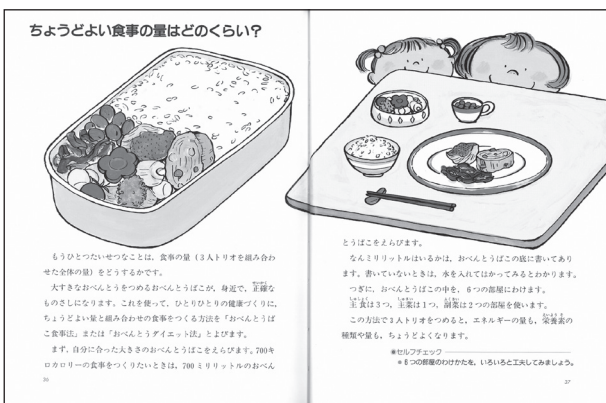 ちょうどよい食事の量はどのくらい？
もうひとつたいせつなことは，食事の量（3人トリオを組み合わ
せた全体の量）をどうするかです。
大すきなおべんとうをつめるおべんとうばこが，身近で，正確な
ものさしになります。これを使って，ひとりひとりの健康づくりに，
ちょうどよい量と組み合わせの食事をつくる方法を「おべんとうば
こ食事法」または「おべんとうダイエット法」とよびます。
まず，自分に合った大きさのおべんとうばこをえらびます。700キ
ロカロリーの食事をつくりたいときは，700ミリリットルのおべん
36
とうばこをえらびます。
なんミリリットルはいるかは，おべんとうばこの底に書いてあり
ます。書いていないときは，水を入れてはかってみるとわかります。
つぎに，おべんとうばこの中を，6つの部屋にわけます。
主食は3つ，主菜は1つ，副菜は2つの部屋を使います。
この方法で3人トリオをつめると，エネルギーの量も，栄養素の
種類や量も，ちょうどよくなります。
★セルフチェック
●6つの部屋のわけかたを，いろいろと工夫してみましょう。
37